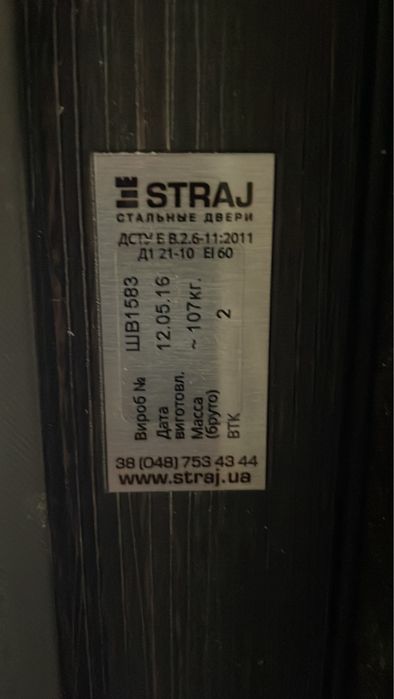 STRAJ
СТАЛЬНЫЕ ДВЕРИ
ДСТУ Б В.2.6-11:2011
Д1 21-10 EI 60
Вироб № ШВ1583
Дата
виготовл. 12.05.16
Масса
(бруто) ~ 107кг.
ВТК 2
38 (048) 753 43 44
www.straj.ua